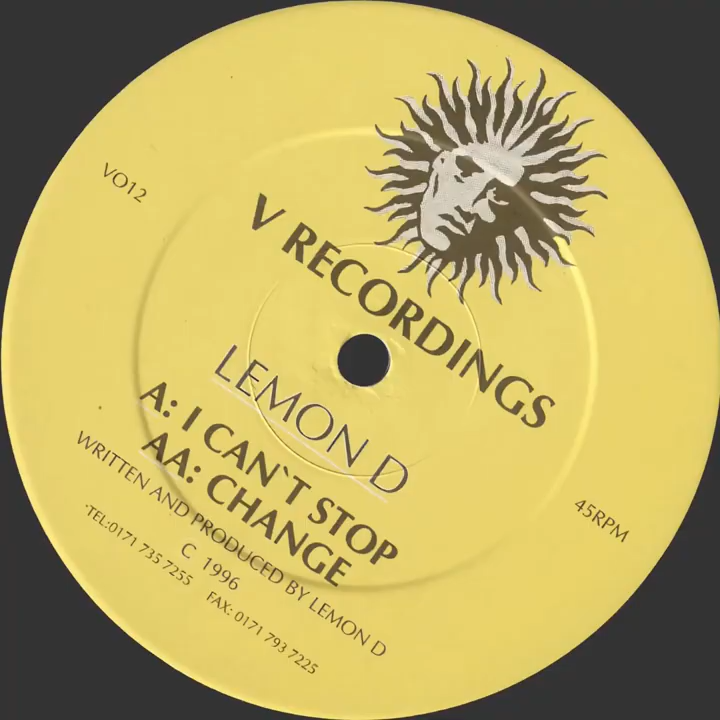 VO12
V RECORDINGS
LEMON D
A: I CAN`T STOP
AA: CHANGE
WRITTEN AND PRODUCED BY LEMON D
C 1996
TEL:0171 735 7255 FAX: 0171 793 7225
45RPM